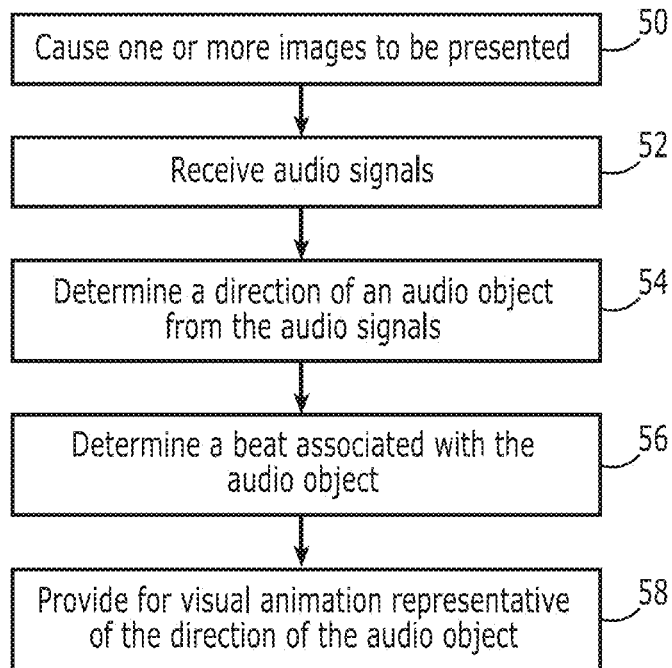 Cause one or more images to be presented
50
Receive audio signals
52
Determine a direction of an audio object
from the audio signals
54
Determine a beat associated with the
audio object
56
Provide for visual animation representative
of the direction of the audio object
58